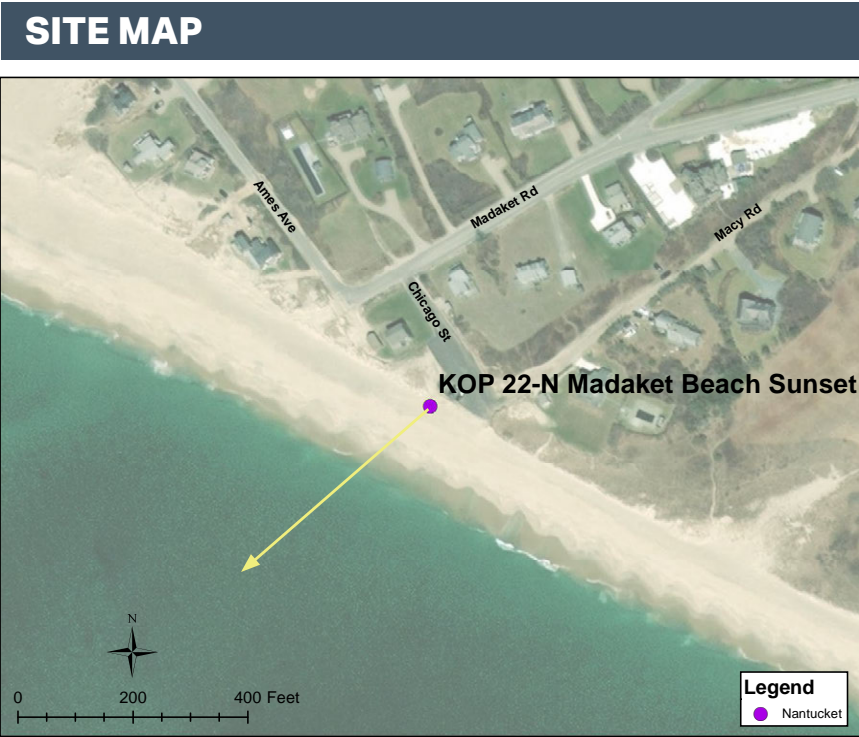 SITE MAP
Ames Ave
Madaket Rd
Macy Rd
Chicago St
KOP 22-N Madaket Beach Sunset
N
0 200 400 Feet
Legend
Nantucket